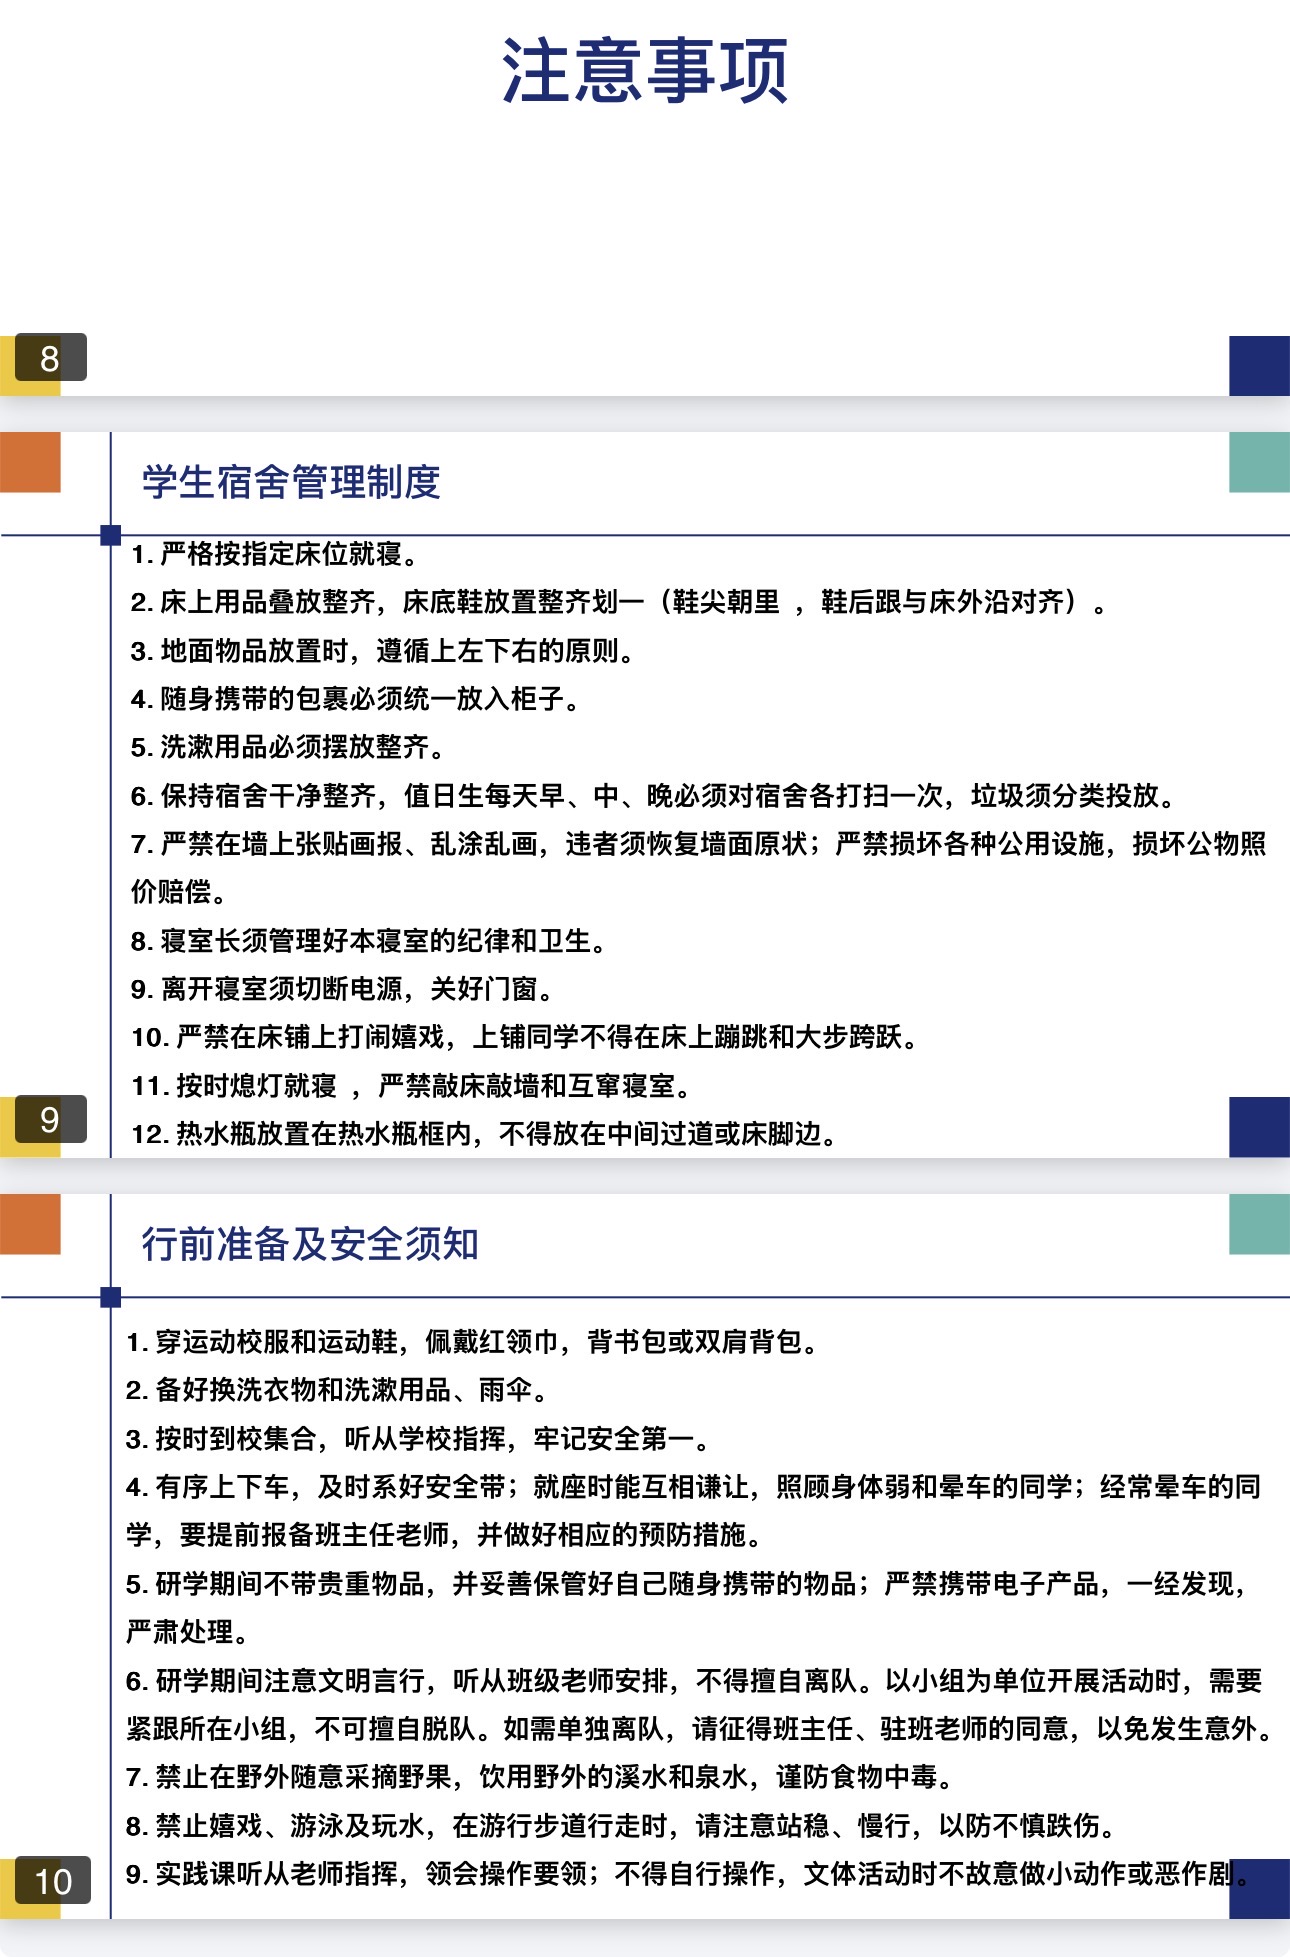 注意事项
8
学生宿舍管理制度
1. 严格按指定床位就寝。
2. 床上用品叠放整齐，床底鞋放置整齐划一（鞋尖朝里 ，鞋后跟与床外沿对齐）。
3. 地面物品放置时，遵循上左下右的原则。
4. 随身携带的包裹必须统一放入柜子。
5. 洗漱用品必须摆放整齐。
6. 保持宿舍干净整齐，值日生每天早、中、晚必须对宿舍各打扫一次，垃圾须分类投放。
7. 严禁在墙上张贴画报、乱涂乱画，违者须恢复墙面原状；严禁损坏各种公用设施，损坏公物照
价赔偿。
8. 寝室长须管理好本寝室的纪律和卫生。
9. 离开寝室须切断电源，关好门窗。
10. 严禁在床铺上打闹嬉戏，上铺同学不得在床上蹦跳和大步跨跃。
11. 按时熄灯就寝 ，严禁敲床敲墙和互窜寝室。
12. 热水瓶放置在热水瓶框内，不得放在中间过道或床脚边。
9
行前准备及安全须知
1. 穿运动校服和运动鞋，佩戴红领巾，背书包或双肩背包。
2. 备好换洗衣物和洗漱用品、雨伞。
3. 按时到校集合，听从学校指挥，牢记安全第一。
4. 有序上下车，及时系好安全带；就座时能互相谦让，照顾身体弱和晕车的同学；经常晕车的同
学，要提前报备班主任老师，并做好相应的预防措施。
5. 研学期间不带贵重物品，并妥善保管好自己随身携带的物品；严禁携带电子产品，一经发现，
严肃处理。
6. 研学期间注意文明言行，听从班级老师安排，不得擅自离队。以小组为单位开展活动时，需要
紧跟所在小组，不可擅自脱队。如需单独离队，请征得班主任、驻班老师的同意，以免发生意外。
7. 禁止在野外随意采摘野果，饮用野外的溪水和泉水，谨防食物中毒。
8. 禁止嬉戏、游泳及玩水，在游行步道行走时，请注意站稳、慢行，以防不慎跌伤。
9. 实践课听从老师指挥，领会操作要领；不得自行操作，文体活动时不故意做小动作或恶作剧。
10